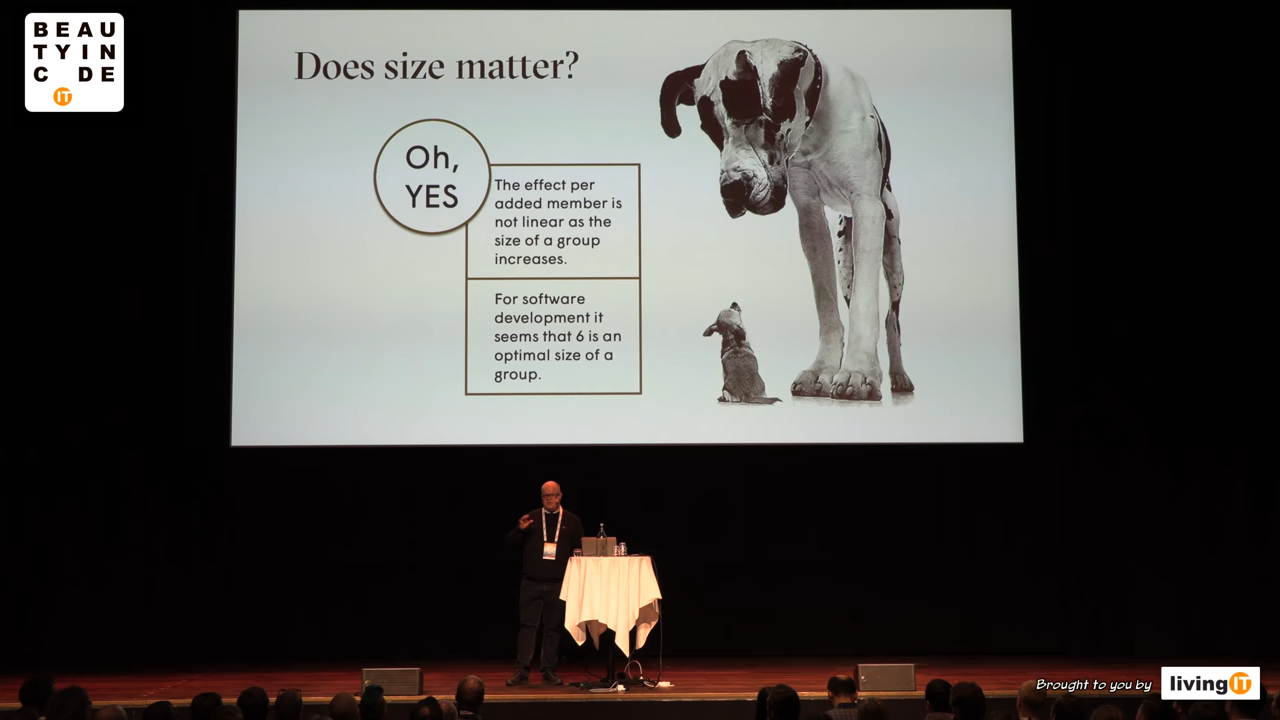 BEAU
TYIN
C DE
IT
Does size matter?
Oh,
YES
The effect per
added member is
not linear as the
size of a group
increases.
For software
development it
seems that 6 is an
optimal size of a
group.
Brought to you by
living IT